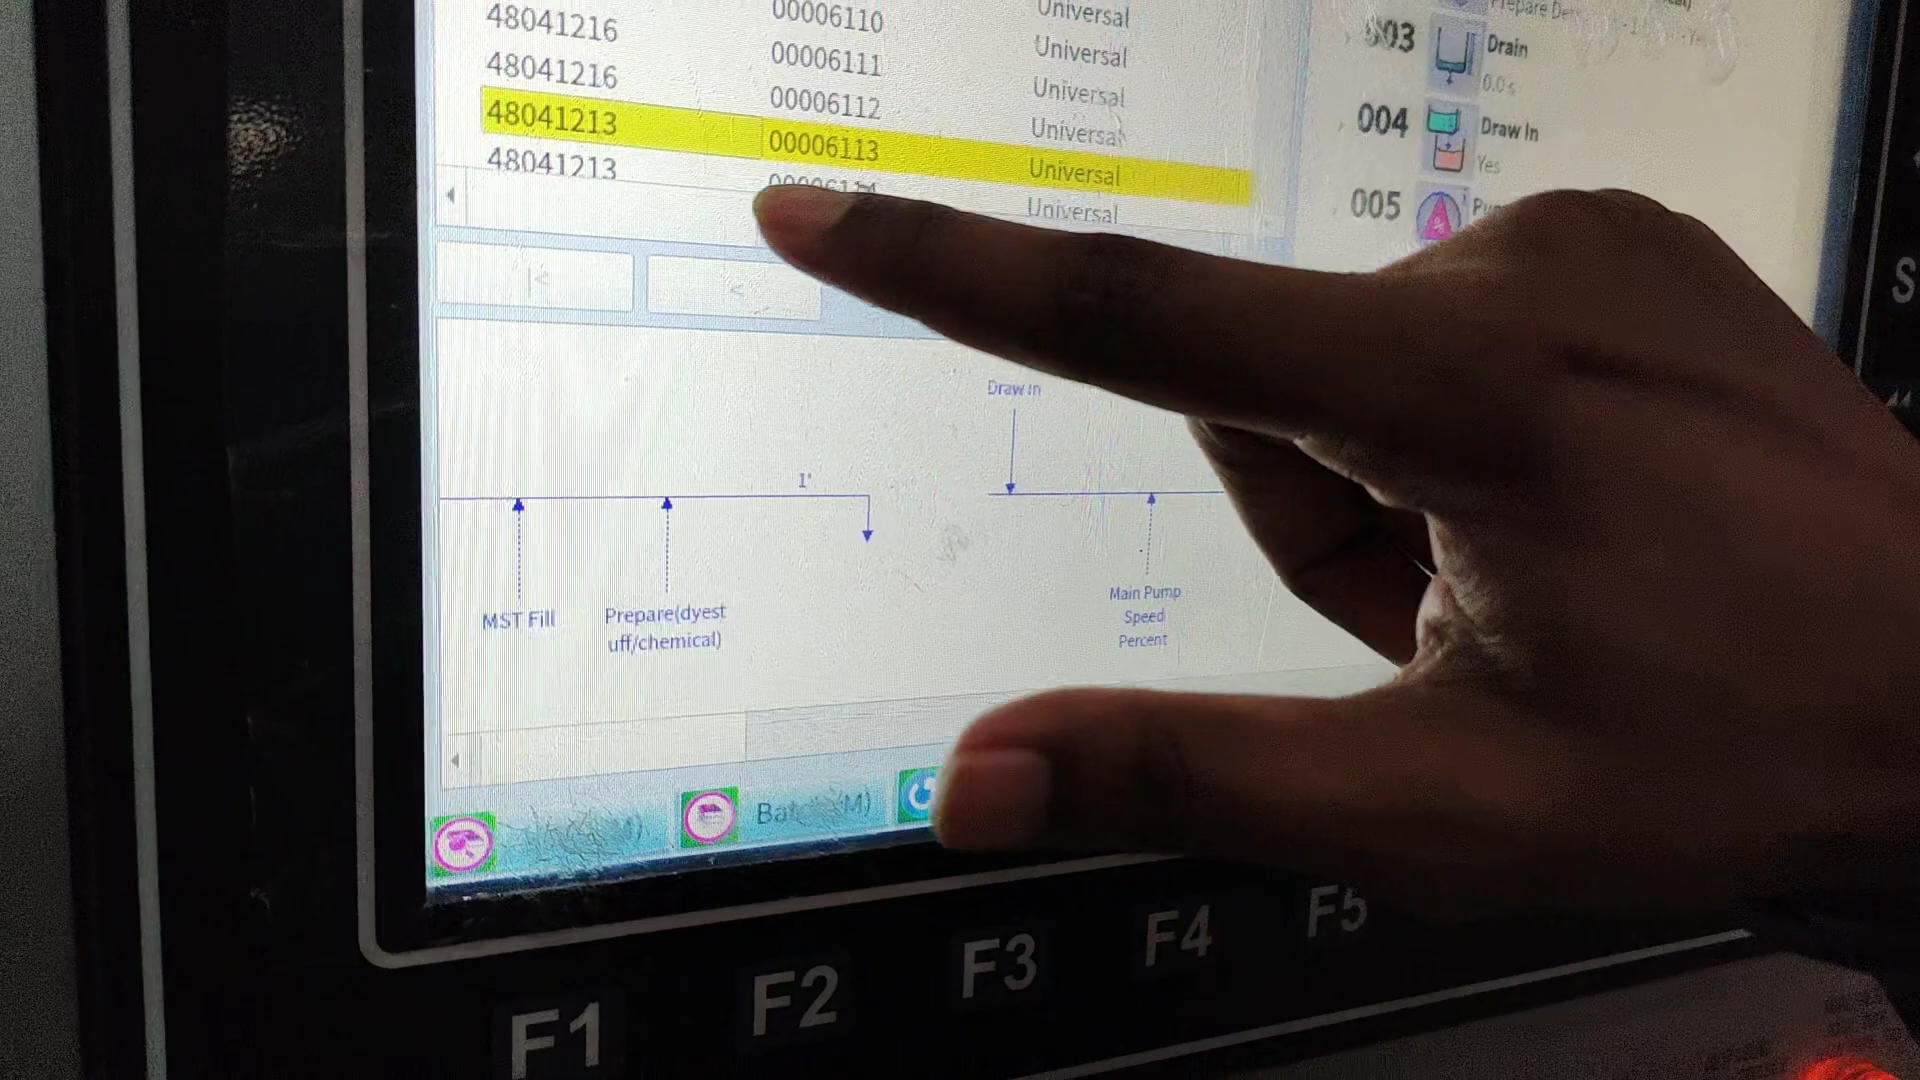 48041216 00006110 Universal
48041216 00006111 Universal
00006112 Universal
48041213 00006113 Universal
48041213 Universal
Universal
003 Drain
0.0 s
004 Draw In
Yes
005
|<
<
Draw In
1'
MST Fill
Prepare(dyest
uff/chemical)
Main Pump
Speed
Percent
F1
F2
F3
F4
F5
S